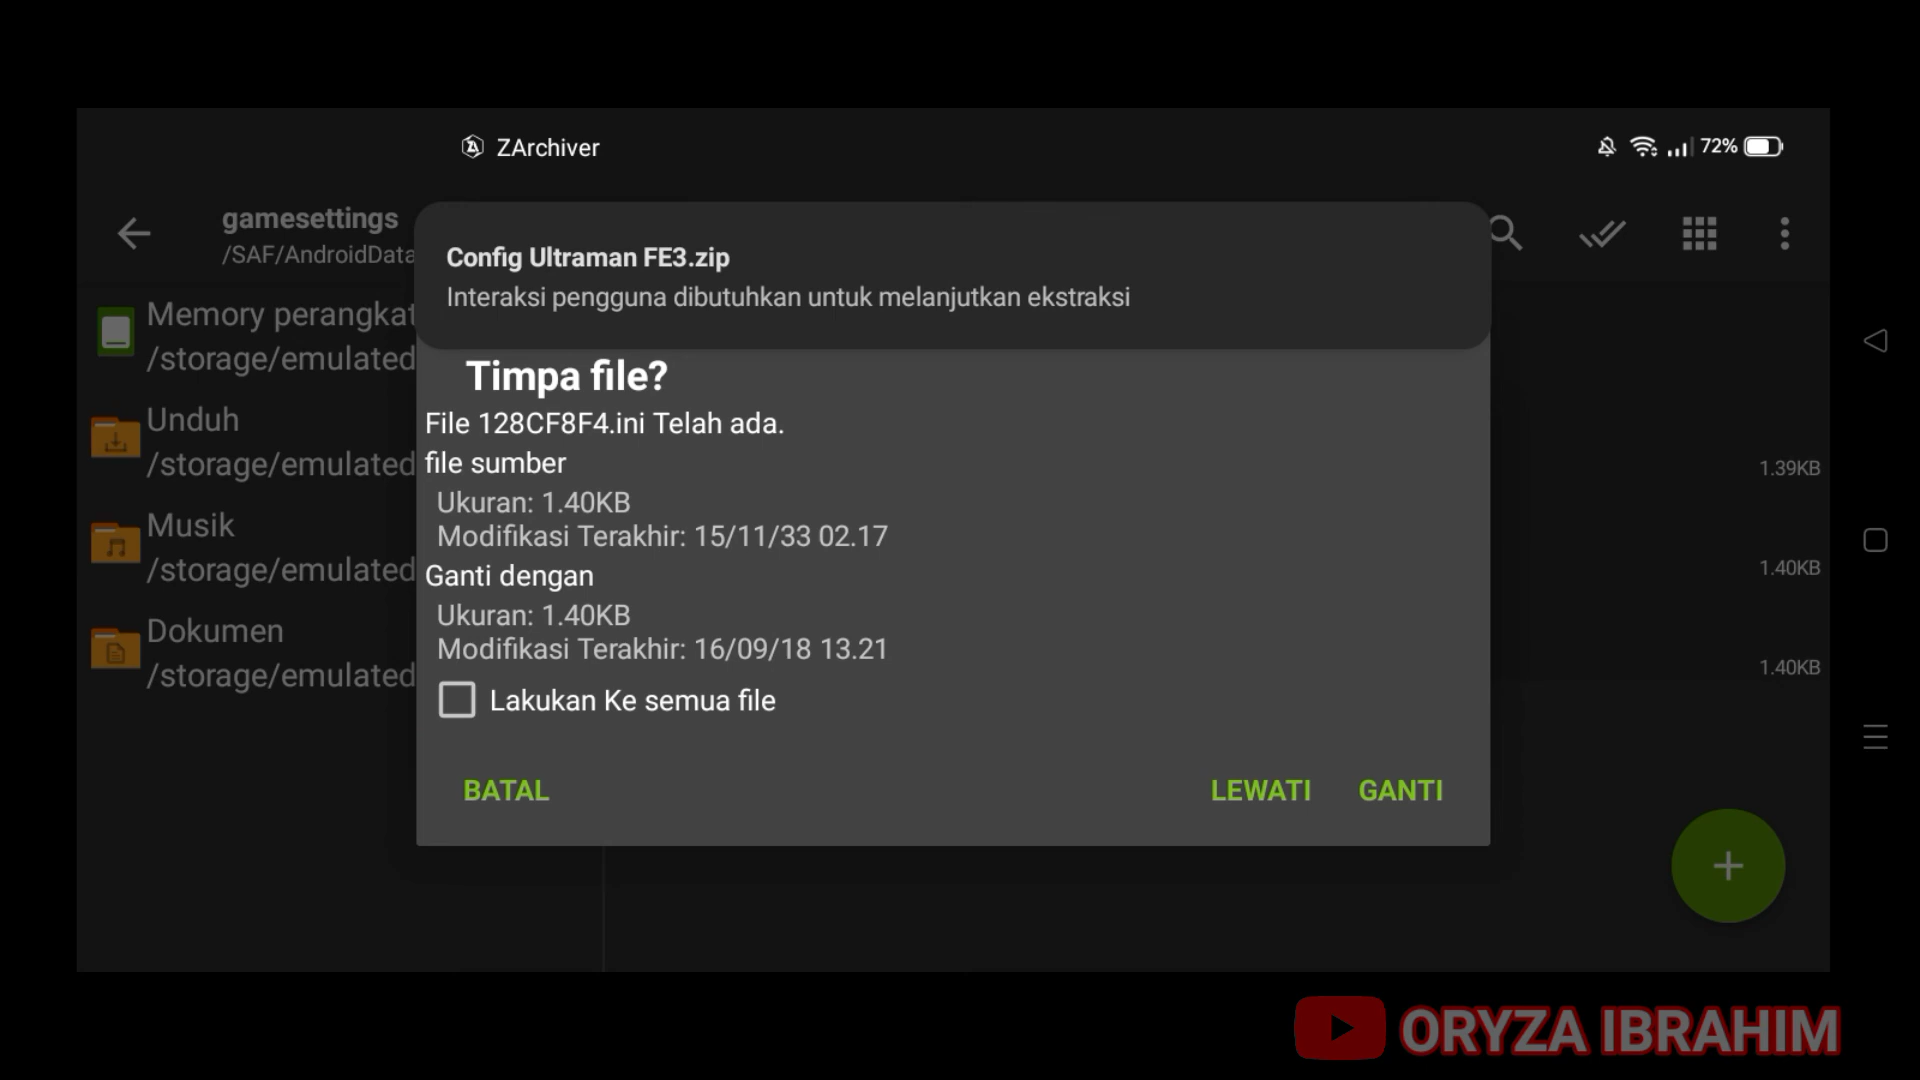 ZArchiver
72%
gamesettings
/SAF/AndroidData
Config Ultraman FE3.zip
Interaksi pengguna dibutuhkan untuk melanjutkan ekstraksi
Memory perangkat
/storage/emulated
Unduh
/storage/emulated
Musik
/storage/emulated
Dokumen
/storage/emulated
Timpa file?
File 128CF8F4.ini Telah ada.
file sumber
Ukuran: 1.40KB
Modifikasi Terakhir: 15/11/33 02.17
Ganti dengan
Ukuran: 1.40KB
Modifikasi Terakhir: 16/09/18 13.21
Lakukan Ke semua file
BATAL
LEWATI
GANTI
1.39KB
1.40KB
1.40KB
ORYZA IBRAHIM